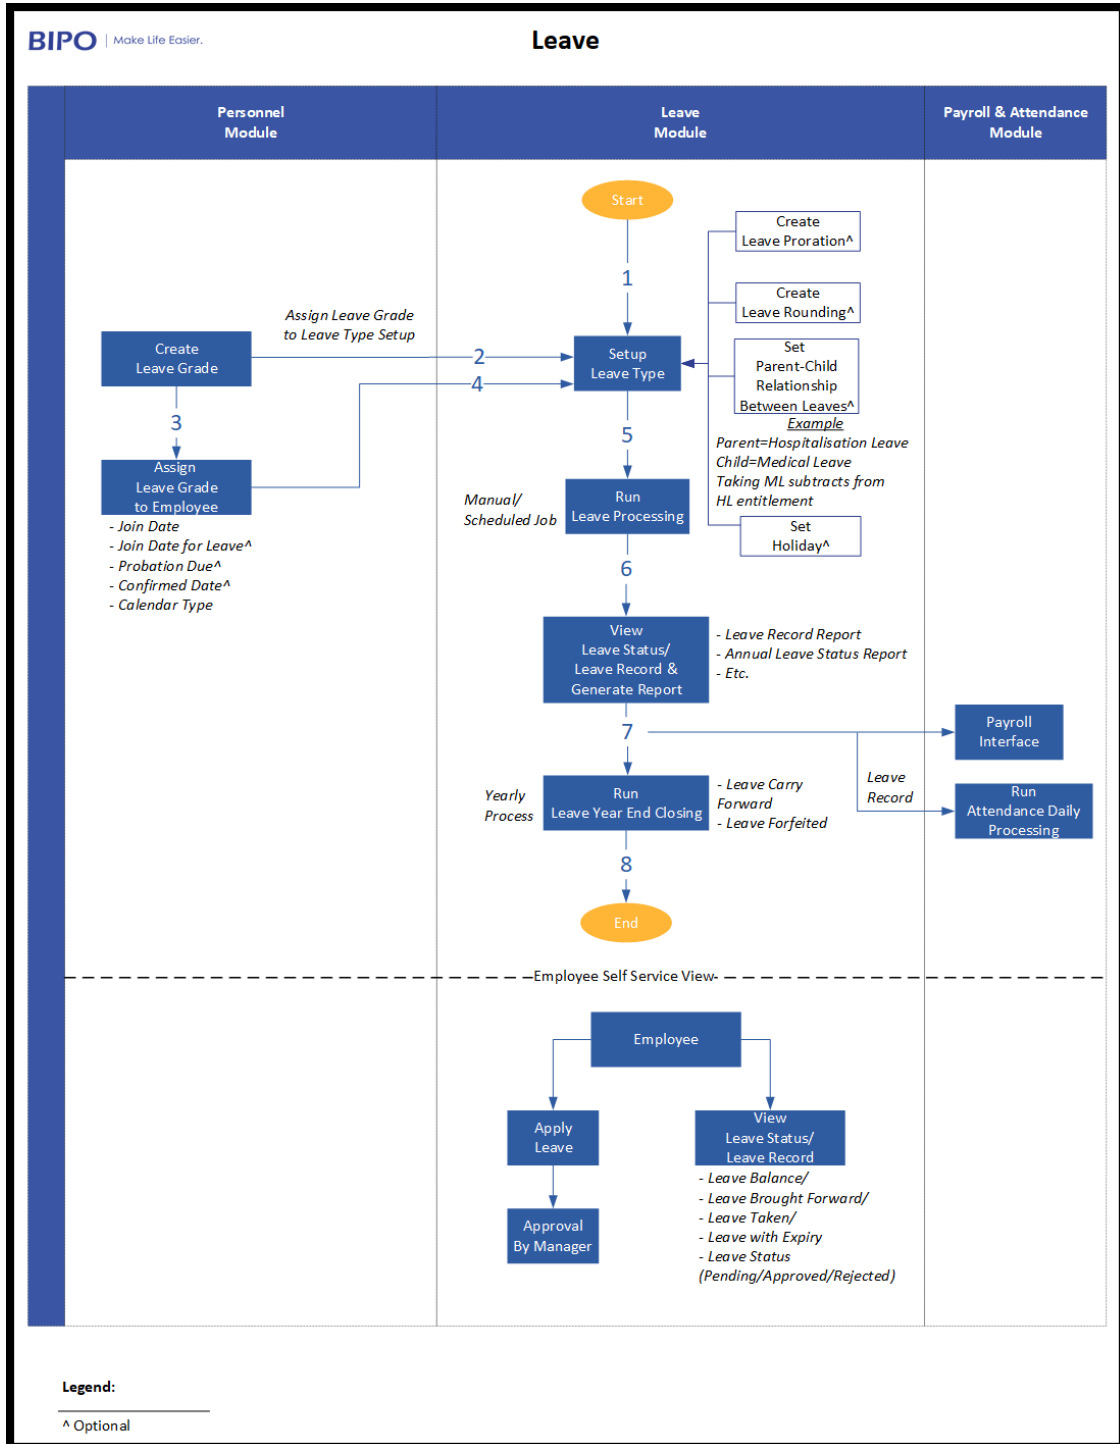 BIPO | Make Life Easier.
Leave
Personnel
Module
Leave
Module
Payroll & Attendance
Module
Start
Create
Leave Proration^
1
Create
Leave Rounding^
Assign Leave Grade
to Leave Type Setup
Create
Leave Grade
2
4
Setup
Leave Type
Set
Parent-Child
Relationship
Between Leaves^
Example
Parent=Hospitalisation Leave
Child=Medical Leave
Taking ML subtracts from
HL entitlement
3
5
Assign
Leave Grade
to Employee
- Join Date
- Join Date for Leave^
- Probation Due^
- Confirmed Date^
- Calendar Type
Manual/
Scheduled Job
Run
Leave Processing
Set
Holiday^
6
View
Leave Status/
Leave Record &
Generate Report
- Leave Record Report
- Annual Leave Status Report
- Etc.
7
Payroll
Interface
Leave
Record
Run
Attendance Daily
Processing
Yearly
Process
Run
Leave Year End Closing
- Leave Carry
Forward
- Leave Forfeited
8
End
Employee Self Service View
Employee
Apply
Leave
View
Leave Status/
Leave Record
- Leave Balance/
- Leave Brought Forward/
- Leave Taken/
- Leave with Expiry
- Leave Status
(Pending/Approved/Rejected)
Approval
By Manager
Legend:
^ Optional